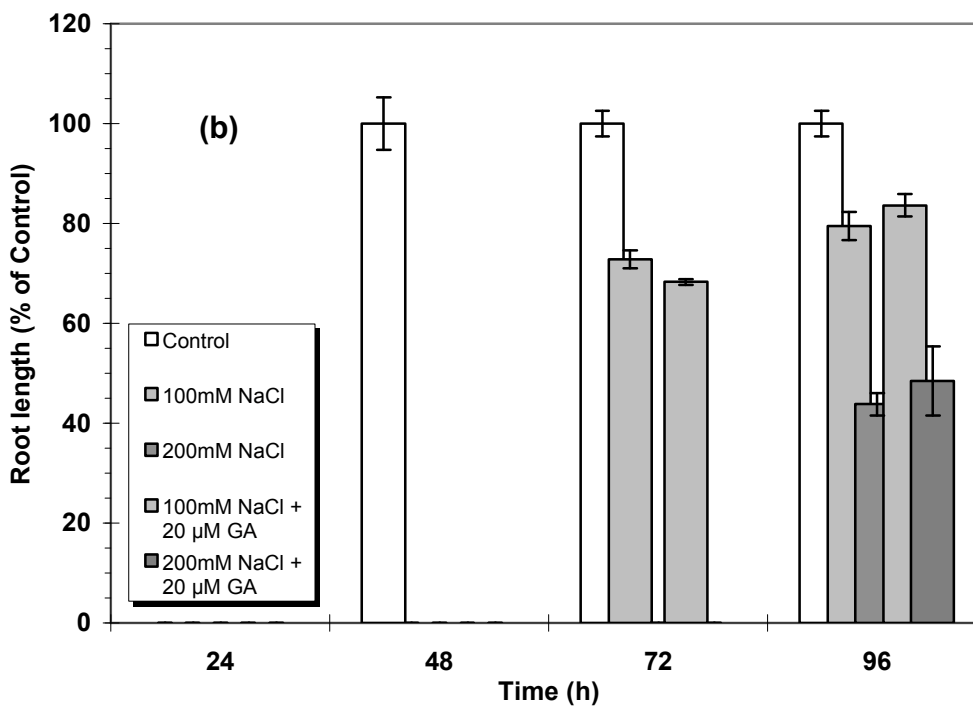 120
100
80
60
40
20
0
Root length (% of Control)
(b)
Control
100mM NaCl
200mM NaCl
100mM NaCl +
20 µM GA
200mM NaCl +
20 µM GA
24 48 72 96
Time (h)